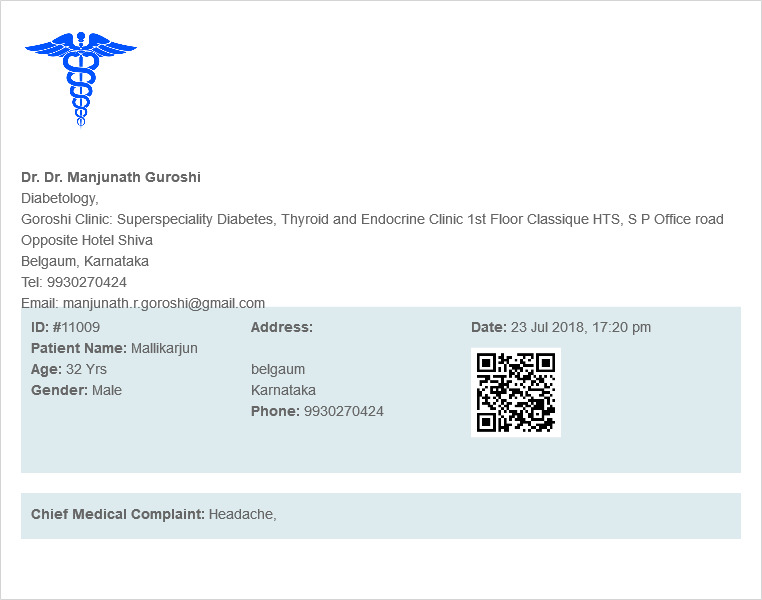 Dr. Dr. Manjunath Guroshi
Diabetology,
Goroshi Clinic: Superspeciality Diabetes, Thyroid and Endocrine Clinic 1st Floor Classique HTS, S P Office road
Opposite Hotel Shiva
Belgaum, Karnataka
Tel: 9930270424
Email: manjunath.r.goroshi@gmail.com
ID: #11009
Patient Name: Mallikarjun
Age: 32 Yrs
Gender: Male
Address:
belgaum
Karnataka
Phone: 9930270424
Date: 23 Jul 2018, 17:20 pm
Chief Medical Complaint: Headache,